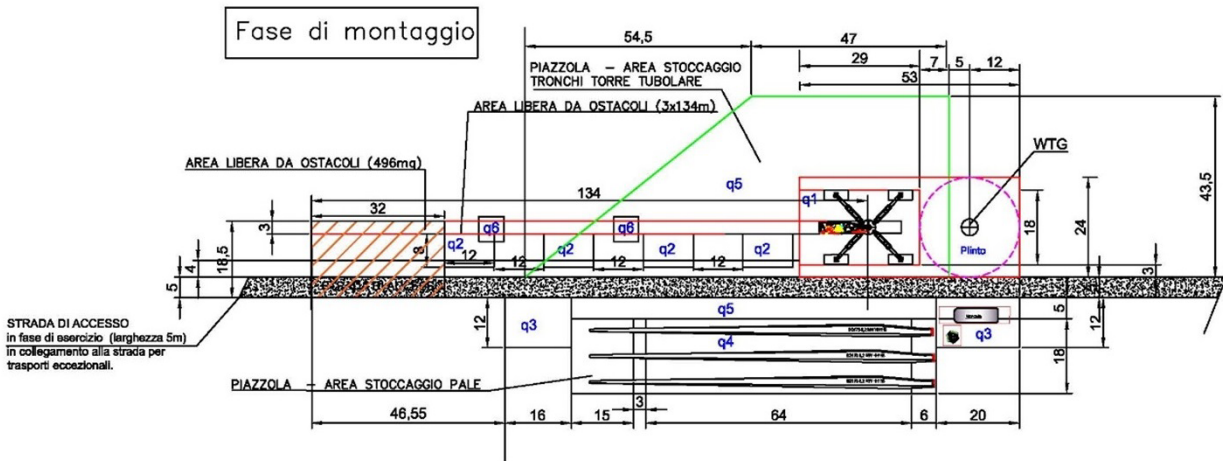 Fase di montaggio
54,5
47
29
7
5
12
53
PIAZZOLA – AREA STOCCAGGIO
TRONCHI TORRE TUBOLARE
AREA LIBERA DA OSTACOLI (3x134m)
AREA LIBERA DA OSTACOLI (496mq)
WTG
q5
134
q1
32
43,5
3
q6
q6
18
24
Plinto
18,5
q2
8
q2
q2
q2
12
12
12
12
12
4
5
3
STRADA DI ACCESSO
in fase di esercizio (larghezza 5m)
in collegamento alla strada per
trasporti eccezionali.
12
q3
q5
q4
q3
5
12
18
PIAZZOLA – AREA STOCCAGGIO PALE
3
46,55
16
15
64
6
20